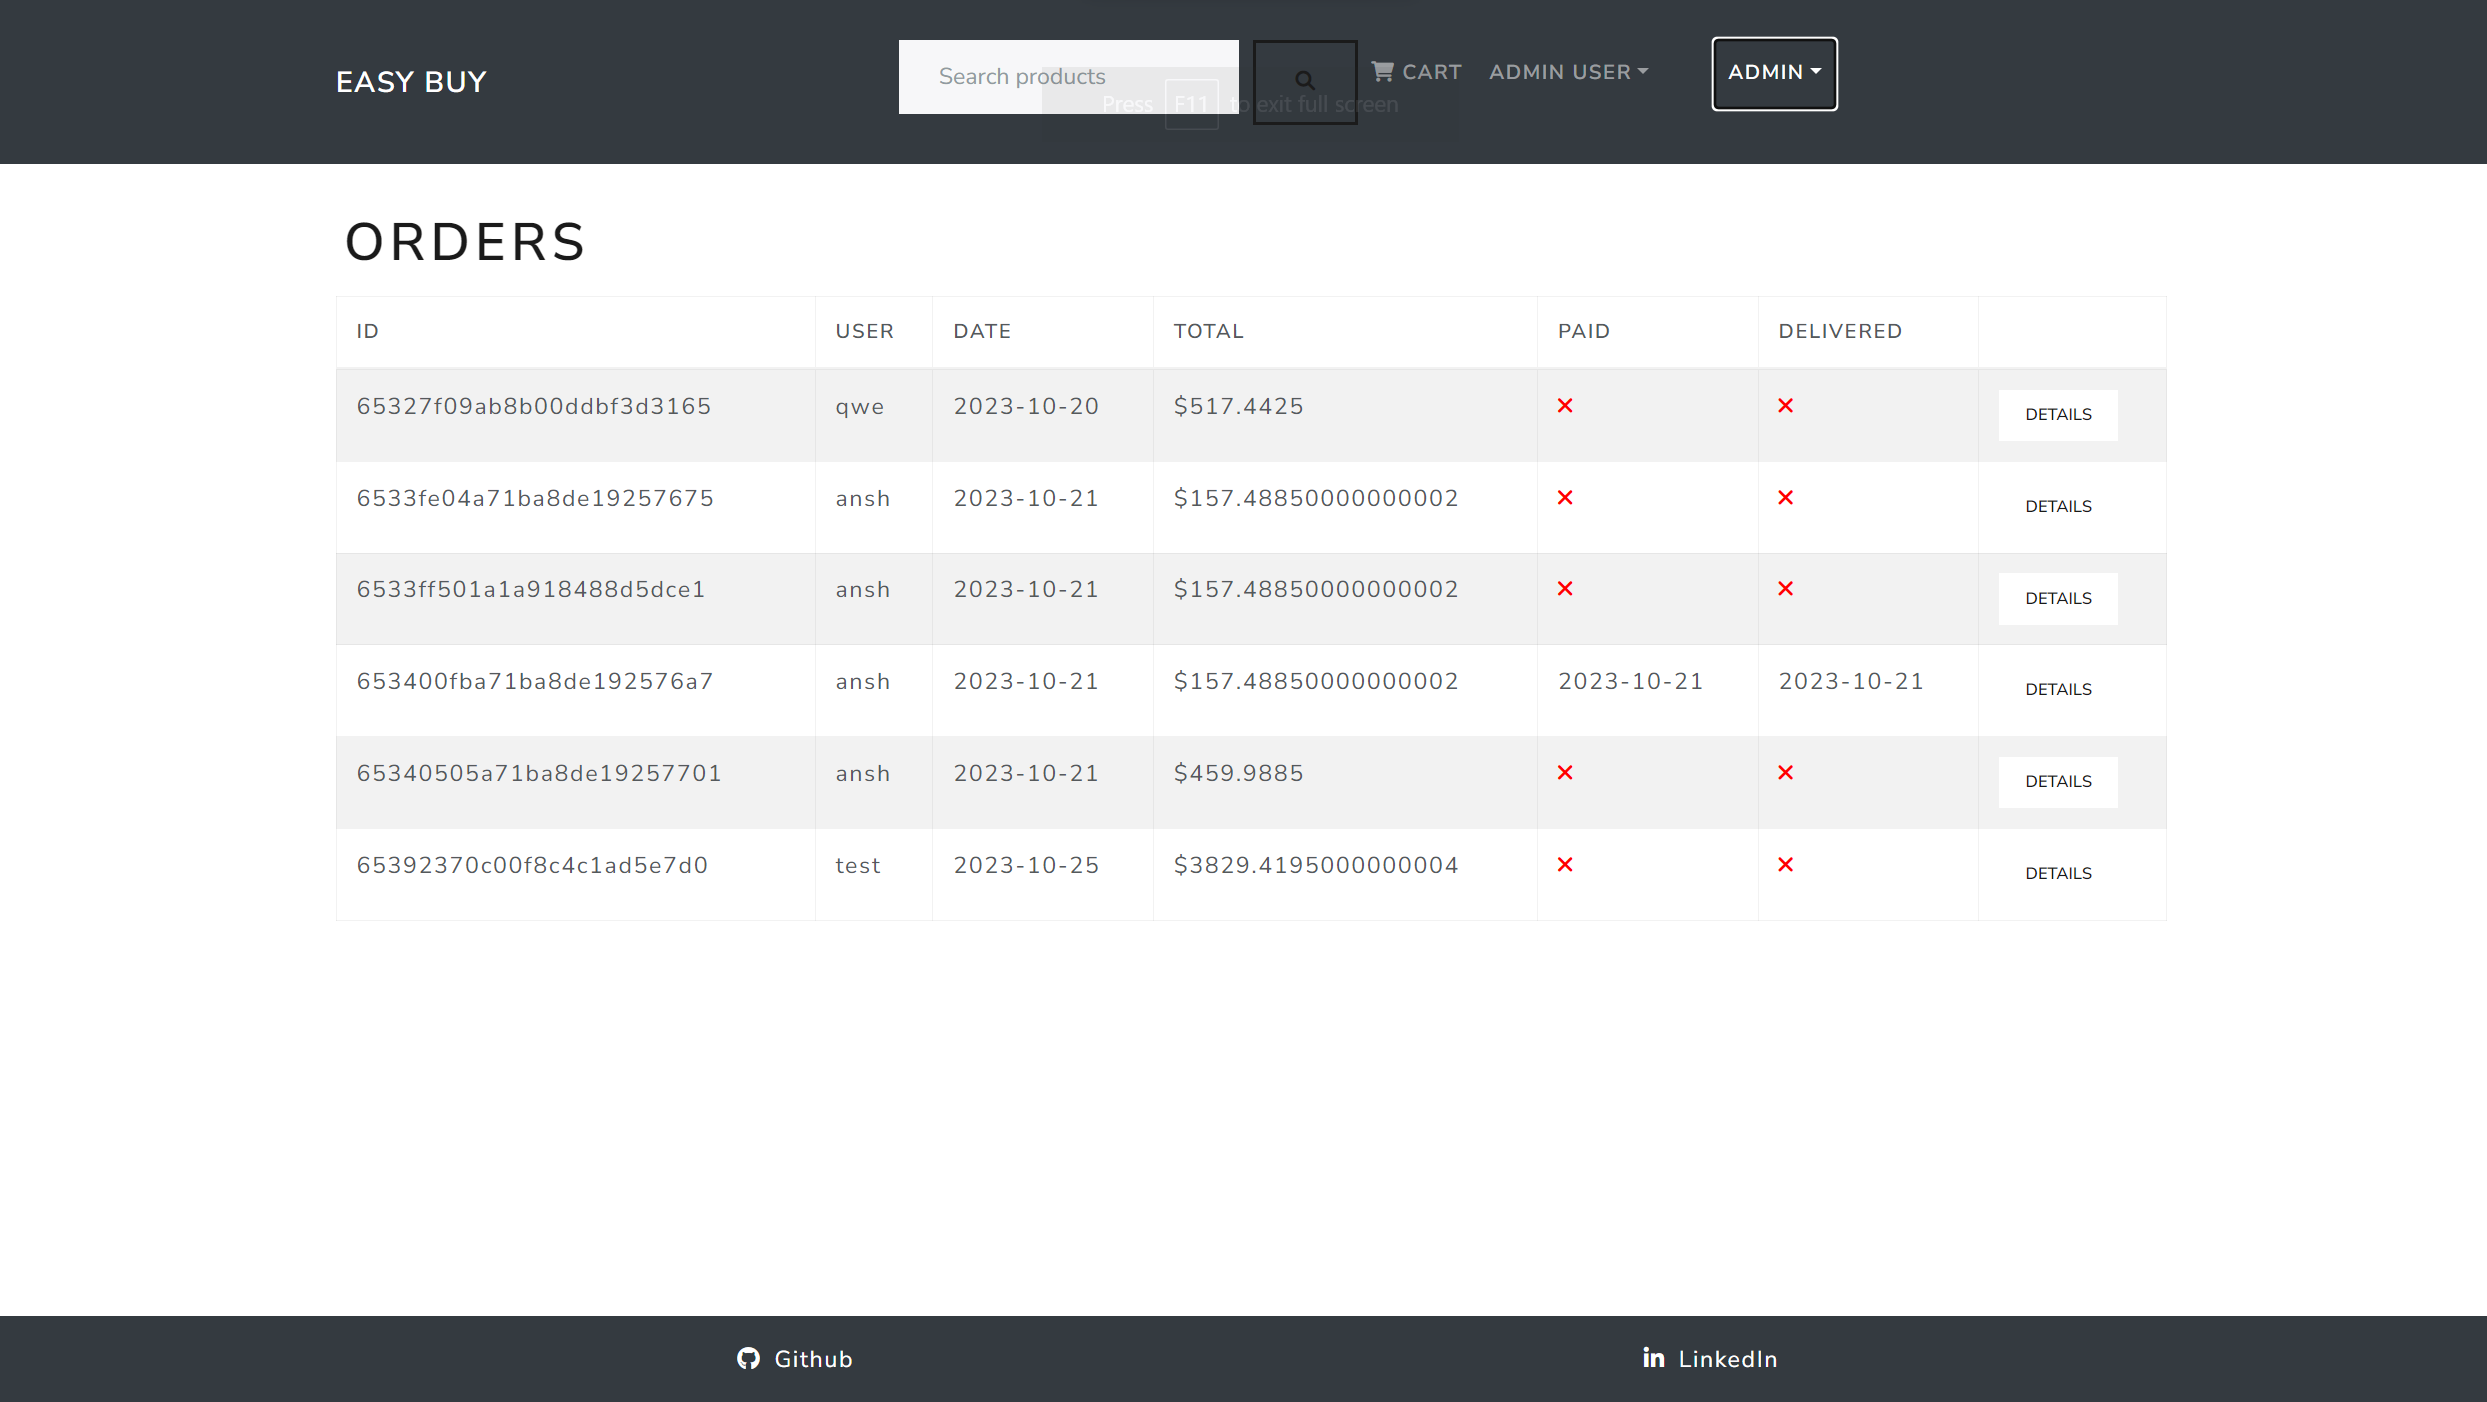 EASY BUY Search products CART ADMIN USER ADMIN
Press F11 to exit full screen
ORDERS
ID USER DATE TOTAL PAID DELIVERED
65327f09ab8b00ddbf3d3165 qwe 2023-10-20 $517.4425 DETAILS
6533fe04a71ba8de19257675 ansh 2023-10-21 $157.48850000000002 DETAILS
6533ff501a1a918488d5dce1 ansh 2023-10-21 $157.48850000000002 DETAILS
653400fba71ba8de192576a7 ansh 2023-10-21 $157.48850000000002 2023-10-21 2023-10-21 DETAILS
65340505a71ba8de19257701 ansh 2023-10-21 $459.9885 DETAILS
65392370c00f8c4c1ad5e7d0 test 2023-10-25 $3829.4195000000004 DETAILS
Github LinkedIn